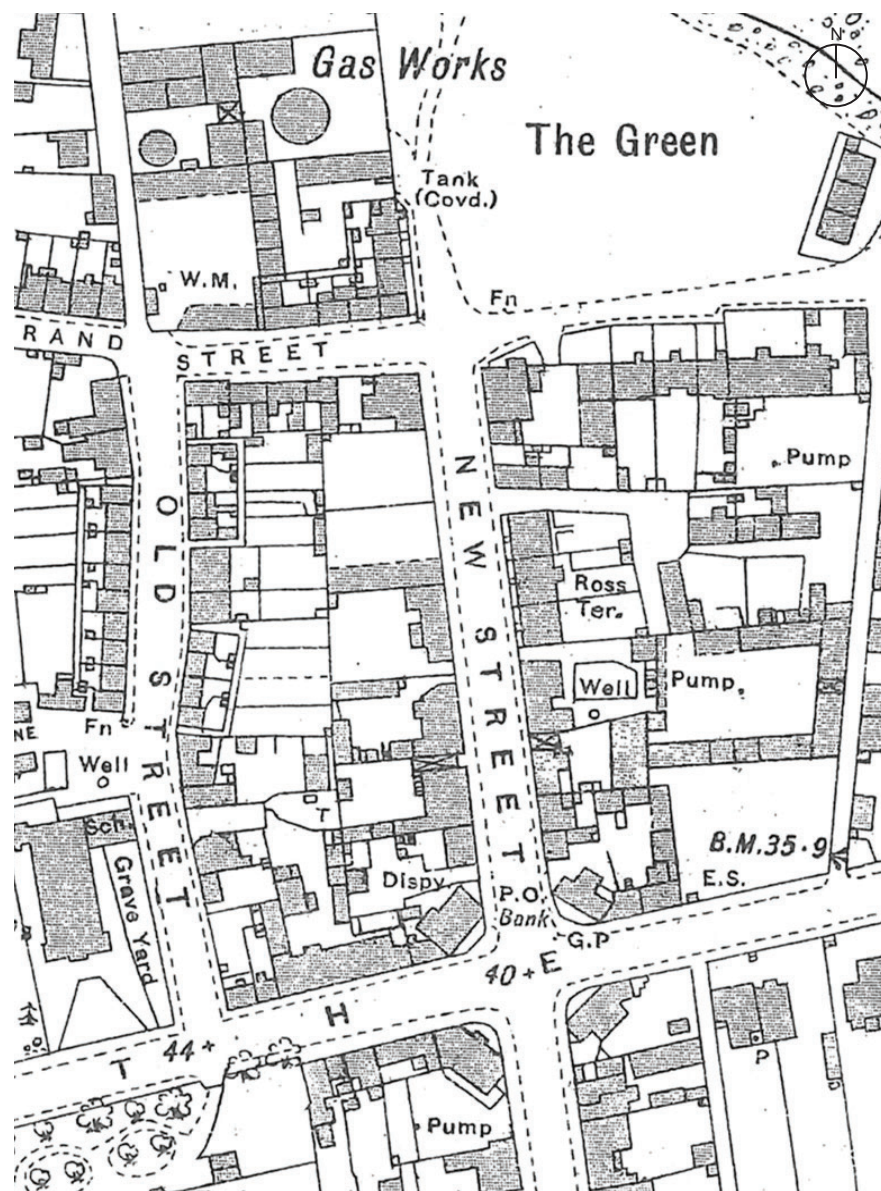 Gas Works
N
The Green
Tank
(Covd.)
W.M.
Fn
RAND STREET
Pump
OLD STREET
NEW STREET
Ross
Ter.
Well
Pump
Fn
NE
Well
T
Sch.
Grave Yard
B.M.35·9
Dispy.
P.O.
E.S.
Bank
G.P
40+
E
H
44+
T
P
Pump